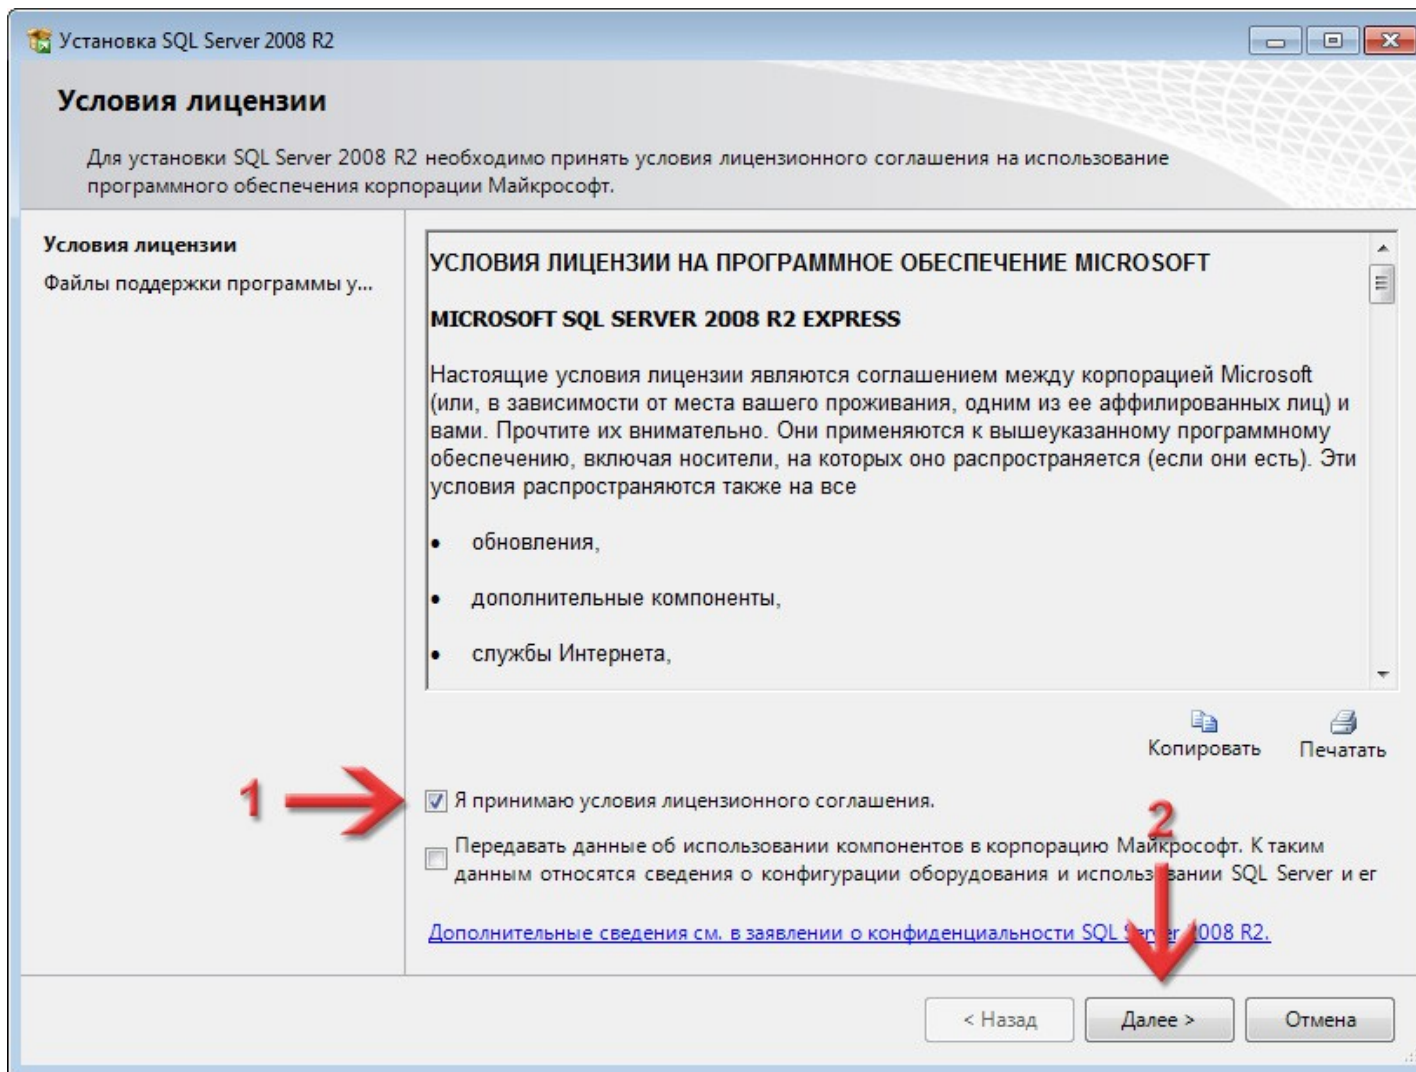 Установка SQL Server 2008 R2
Условия лицензии
Для установки SQL Server 2008 R2 необходимо принять условия лицензионного соглашения на использование
программного обеспечения корпорации Майкрософт.
Условия лицензии
Файлы поддержки программы у...
УСЛОВИЯ ЛИЦЕНЗИИ НА ПРОГРАММНОЕ ОБЕСПЕЧЕНИЕ MICROSOFT
MICROSOFT SQL SERVER 2008 R2 EXPRESS
Настоящие условия лицензии являются соглашением между корпорацией Microsoft
(или, в зависимости от места вашего проживания, одним из ее аффилированных лиц) и
вами. Прочтите их внимательно. Они применяются к вышеуказанному программному
обеспечению, включая носители, на которых оно распространяется (если они есть). Эти
условия распространяются также на все
• обновления,
• дополнительные компоненты,
• службы Интернета,
Копировать Печатать
1
Я принимаю условия лицензионного соглашения.
2
Передавать данные об использовании компонентов в корпорацию Майкрософт. К таким
данным относятся сведения о конфигурации оборудования и использовании SQL Server и ег
Дополнительные сведения см. в заявлении о конфиденциальности SQL Server 2008 R2.
< Назад Далее > Отмена